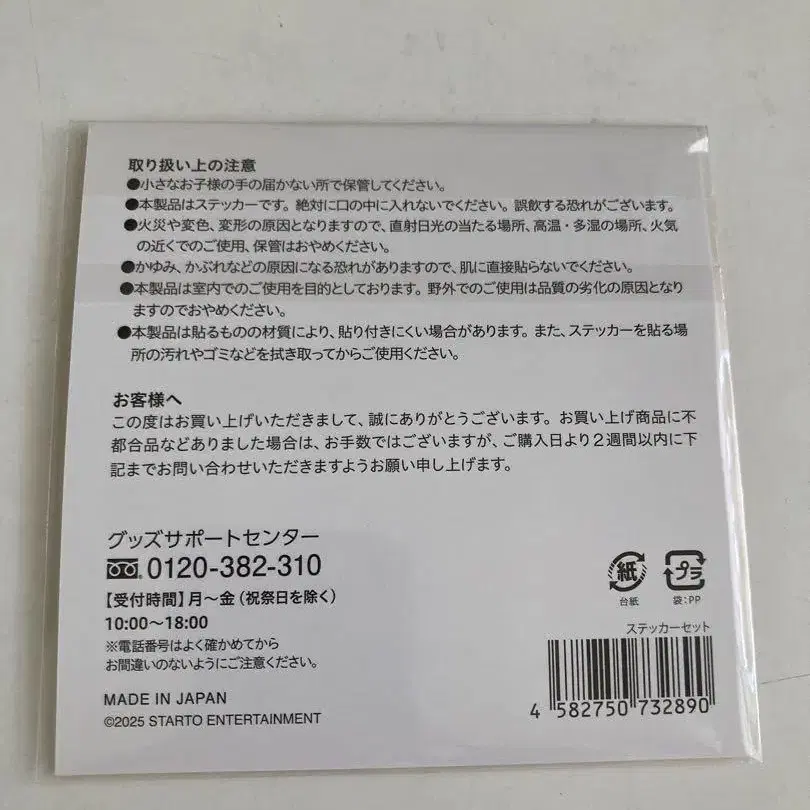 取り扱い上の注意
●小さなお子様の手の届かない所で保管してください。
●本製品はステッカーです。絶対に口の中に入れないでください。誤飲する恐れがございます。
●火災や変色、変形の原因となりますので、直射日光の当たる場所、高温・多湿の場所、火気
の近くでのご使用、保管はおやめください。
●かゆみ、かぶれなどの原因になる恐れがありますので、肌に直接貼らないでください。
●本製品は室内でのご使用を目的としております。野外でのご使用は品質の劣化の原因となり
ますのでおやめください。
●本製品は貼るものの材質により、貼り付きにくい場合があります。また、ステッカーを貼る場
所の汚れやゴミなどを拭き取ってからご使用ください。
お客様へ
この度はお買い上げいただきまして、誠にありがとうございます。お買い上げ商品に不
都合品などありました場合は、お手数ではございますが、ご購入日より2週間以内に下
記までお問い合わせいただきますようお願い申し上げます。
グッズサポートセンター
0120-382-310
【受付時間】月～金（祝祭日を除く）
10:00～18:00
※電話番号はよく確かめてから
お間違いのないようにご注意ください。
MADE IN JAPAN
©2025 STARTO ENTERTAINMENT
紙
台紙
プラ
袋:PP
ステッカーセット
4 582750 732890